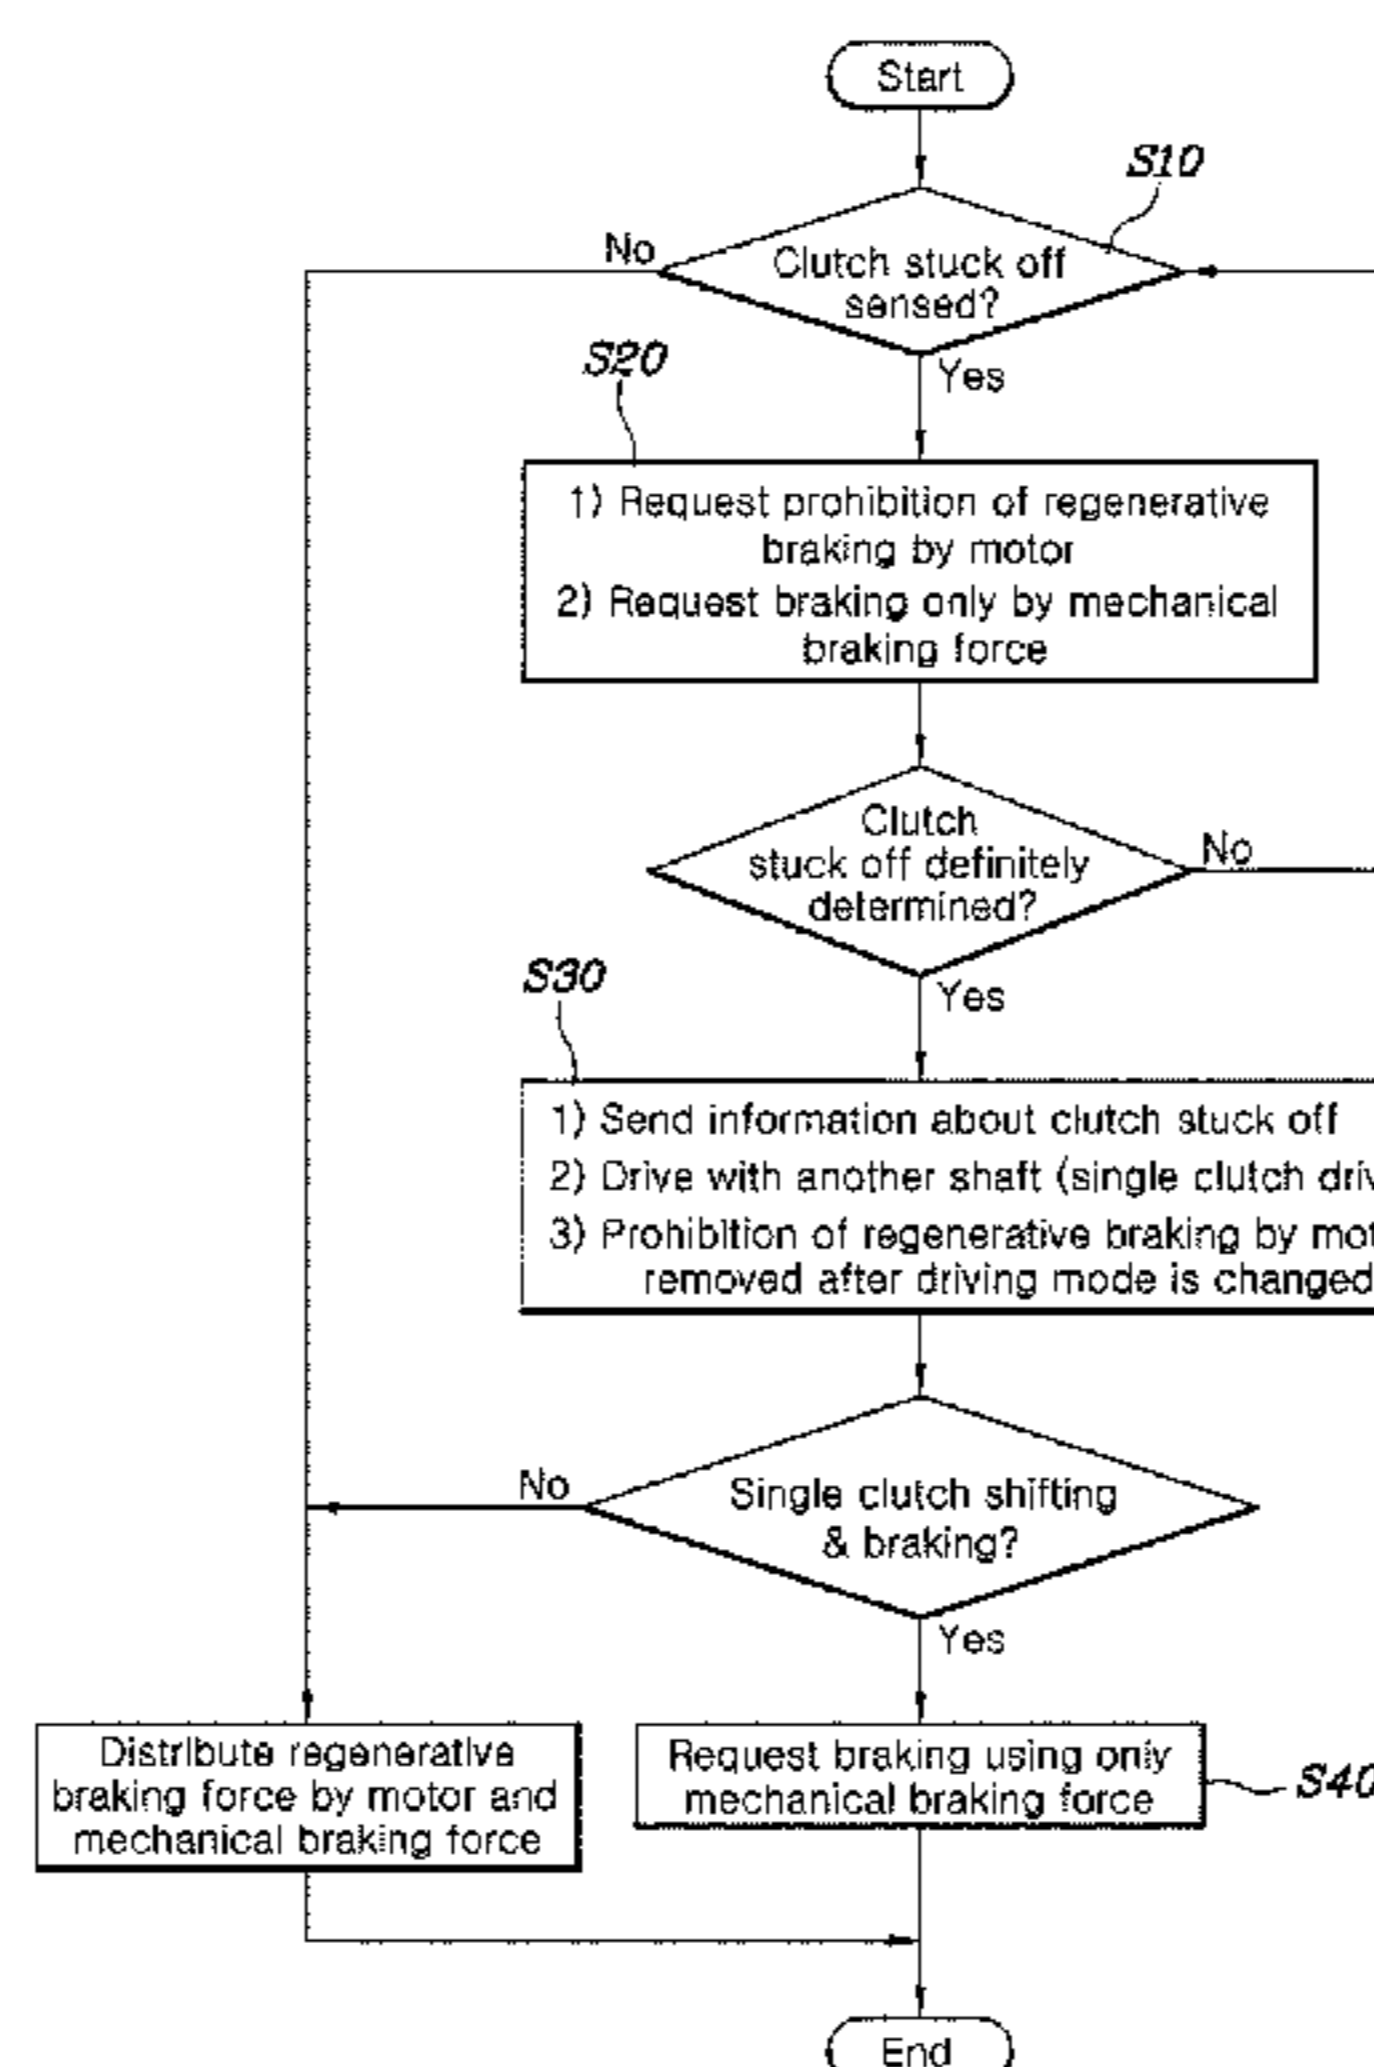 Start
S10
No
Clutch stuck off
sensed?
Yes
S20
1) Request prohibition of regenerative
braking by motor
2) Request braking only by mechanical
braking force
Clutch
stuck off definitely
determined?
No
Yes
S30
1) Send information about clutch stuck off
2) Drive with another shaft (single clutch
3) Prohibition of regenerative braking by
removed after driving mode is changed
No
Single clutch shifting
& braking?
Yes
Distribute regenerative
braking force by motor and
mechanical braking force
Request braking using only
mechanical braking force
S40
End